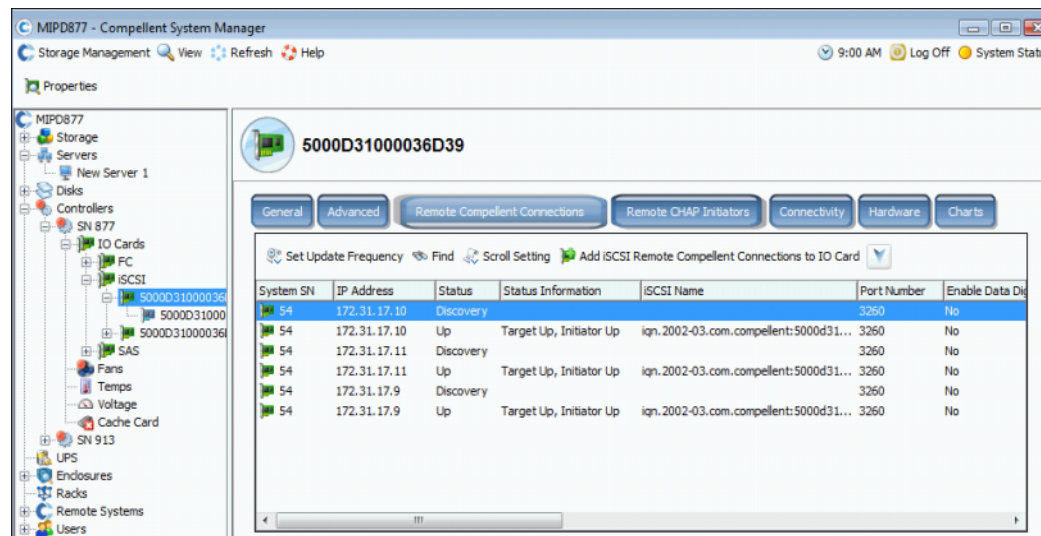 MIPD877 - Compellent System Manager
Storage Management View Refresh Help 9:00 AM Log Off System Statu
Properties
MIPD877
Storage
Servers
New Server 1
Disks
Controllers
SN 877
IO Cards
FC
iSCSI
5000D31000036
5000D31000
5000D31000036
SAS
Fans
Temps
Voltage
Cache Card
SN 913
UPS
Enclosures
Racks
Remote Systems
Users
5000D31000036D39
General Advanced Remote Compellent Connections Remote CHAP Initiators Connectivity Hardware Charts
Set Update Frequency Find Scroll Setting Add iSCSI Remote Compellent Connections to IO Card
System SN IP Address Status Status Information iSCSI Name Port Number Enable Data Dig
54 172.31.17.10 Discovery 3260 No
54 172.31.17.10 Up Target Up, Initiator Up iqn.2002-03.com.compellent:5000d31... 3260 No
54 172.31.17.11 Discovery 3260 No
54 172.31.17.11 Up Target Up, Initiator Up iqn.2002-03.com.compellent:5000d31... 3260 No
54 172.31.17.9 Discovery 3260 No
54 172.31.17.9 Up Target Up, Initiator Up iqn.2002-03.com.compellent:5000d31... 3260 No